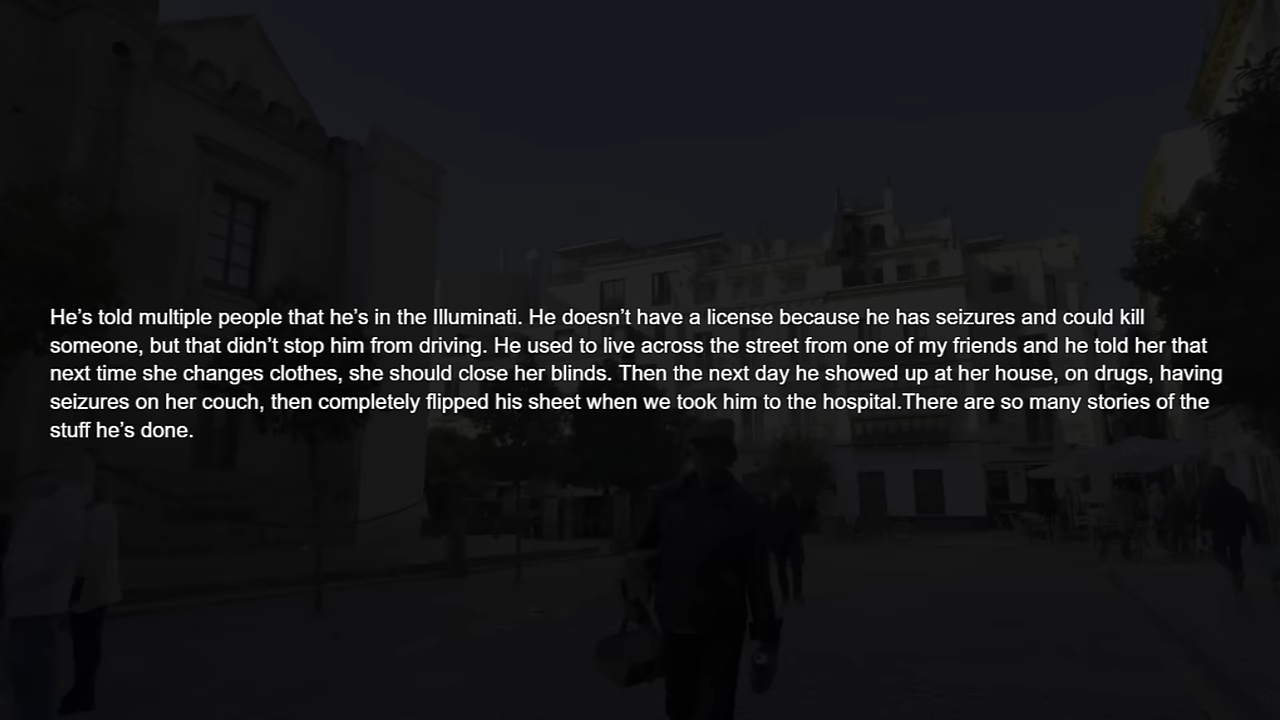 He’s told multiple people that he’s in the Illuminati. He doesn’t have a license because he has seizures and could kill
someone, but that didn’t stop him from driving. He used to live across the street from one of my friends and he told her that
next time she changes clothes, she should close her blinds. Then the next day he showed up at her house, on drugs, having
seizures on her couch, then completely flipped his sheet when we took him to the hospital.There are so many stories of the
stuff he’s done.